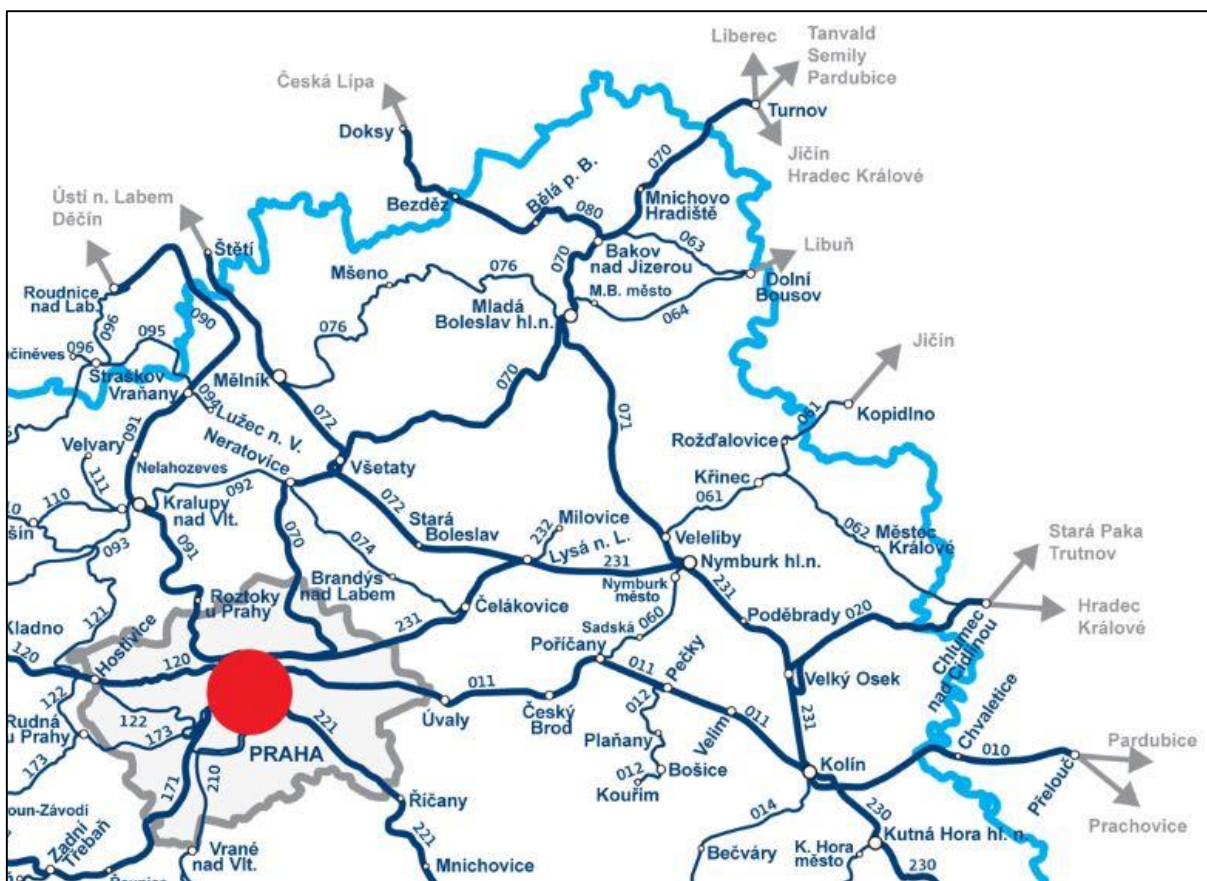 Liberec
Tanvald
Semily
Pardubice
Česká Lípa
Turnov
Doksy
070
Jičín
Hradec Králové
Bělá p. B.
Ústí n. Labem
Děčín
Bezděz
080
Mnichovo
Hradiště
Štětí
063
Libuň
Bakov
nad Jizerou
070
Mšeno
076
Roudnice
nad Lab.
M.B. město
Dolní
Bousov
Mladá
Boleslav hl.n.
064
090
096
095
076
Jičín
096
Straškov
Vraňany
Mělník
070
094
Lužec n. V.
072
071
061
Kopidlno
Rožďalovice
Velvary
091
Neratovice
Nelahozeves
Všetaty
Křinec
111
092
061
110
Kralupy
nad Vlt.
072
Milovice
232
Stará
Boleslav
Veleliby
062
Městec
Králové
093
091
070
074
Lysá n. L.
231
Nymburk hl.n.
Stará Paka
Trutnov
Brandýs
nad Labem
Nymburk
město
231
Roztoky
u Prahy
Čelákovice
121
060
Poděbrady
020
Hradec
Králové
Kladno
231
Sadská
Hostivice
Poříčany
Chlumec
nad Cidlinou
120
120
Pečky
011
Velký Osek
122
011
Úvaly
Český
Brod
012
011
231
Chvaletice
Rudná
u Prahy
122
173
221
Velim
Plaňany
010
Pardubice
PRAHA
Bošice
Kolín
173
171
210
012
Kouřim
Přelouč
Říčany
014
230
Prachovice
Zadní
Třebaň
221
Kutná Hora hl. n.
Vrané
nad Vlt.
Bečváry
K. Hora
město
Mnichovice
230